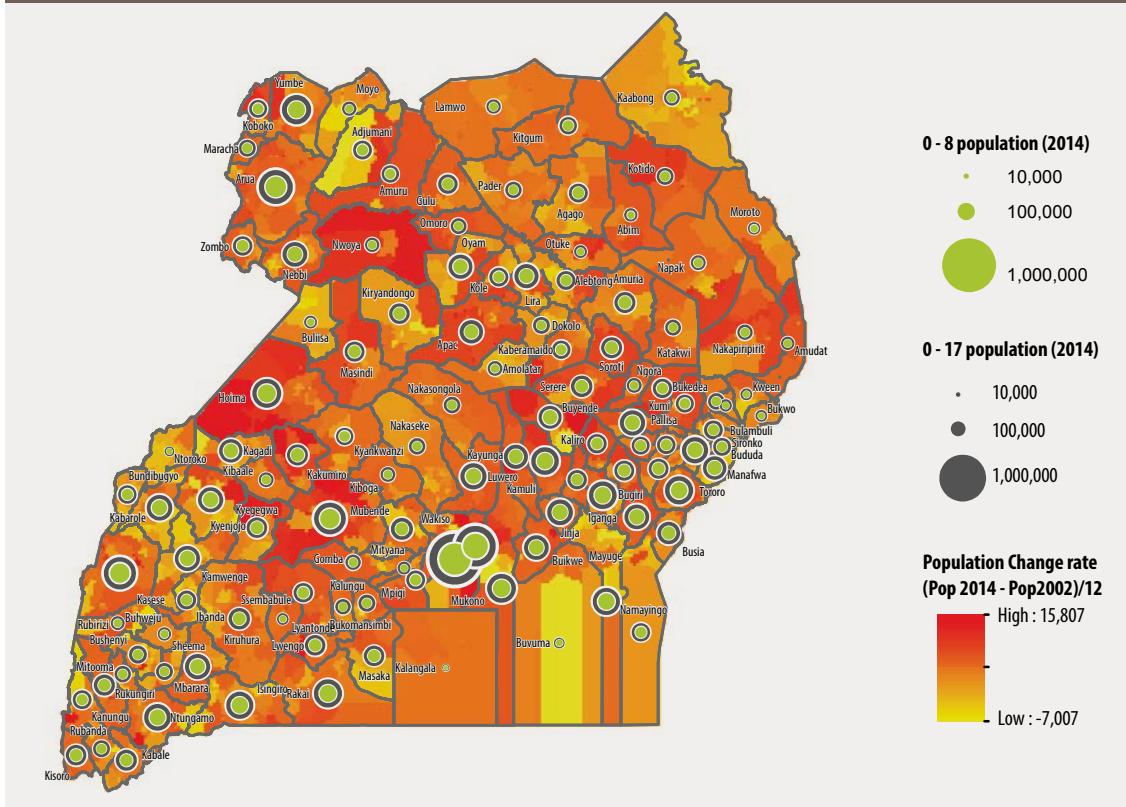 Yumbe
Moyo
Koboko
Lamwo
Kaabong
Kitgum
Adjumani
Maracha
Arua
Amuru
Gulu
Pader
Kotido
Agago
Abim
Moroto
Omoro
Zombo
Nwoya
Oyam
Otuke
Nebbi
Napak
Kole
Lira
Alebtong
Amuria
Kiryandongo
Buliisa
Dokolo
Apac
Kaberamaido
Katakwi
Nakapiripirit
Amudat
Masindi
Soroti
Amolatar
Ngora
Hoima
Nakasongola
Serere
Bukedea
Kween
Kumi
Bukwo
Buyende
Pallisa
Nakaseke
Bulambuli
Kaliro
Sironko
Kyankwanzi
Bududa
Ntoroko
Kagadi
Kayunga
Kibaale
Kakumiro
Luwero
Manafwa
Bundibugyo
Kiboga
Kamuli
Bugiri
Tororo
Kabarole
Kyegegwa
Mubende
Wakiso
Iganga
Kyenjojo
Jinja
Mityana
Busia
Gomba
Buikwe
Mayuge
Kamwenge
Kalungu
Mpigi
Mukono
Kasese
Ssembabule
Namayingo
Rubirizi
Buhweju
Ibanda
Lyantonde
Bukomansimbi
Bushenyi
Kiruhura
Sheema
Lwengo
Buvuma
Mitooma
Masaka
Kalangala
Mbarara
Rukungiri
Isingiro
Rakai
Kanungu
Ntungamo
Rubanda
Kabale
Kisoro
0 - 8 population (2014)
10,000
100,000
1,000,000
0 - 17 population (2014)
10,000
100,000
1,000,000
Population Change rate
(Pop 2014 - Pop2002)/12
High : 15,807
Low : -7,007